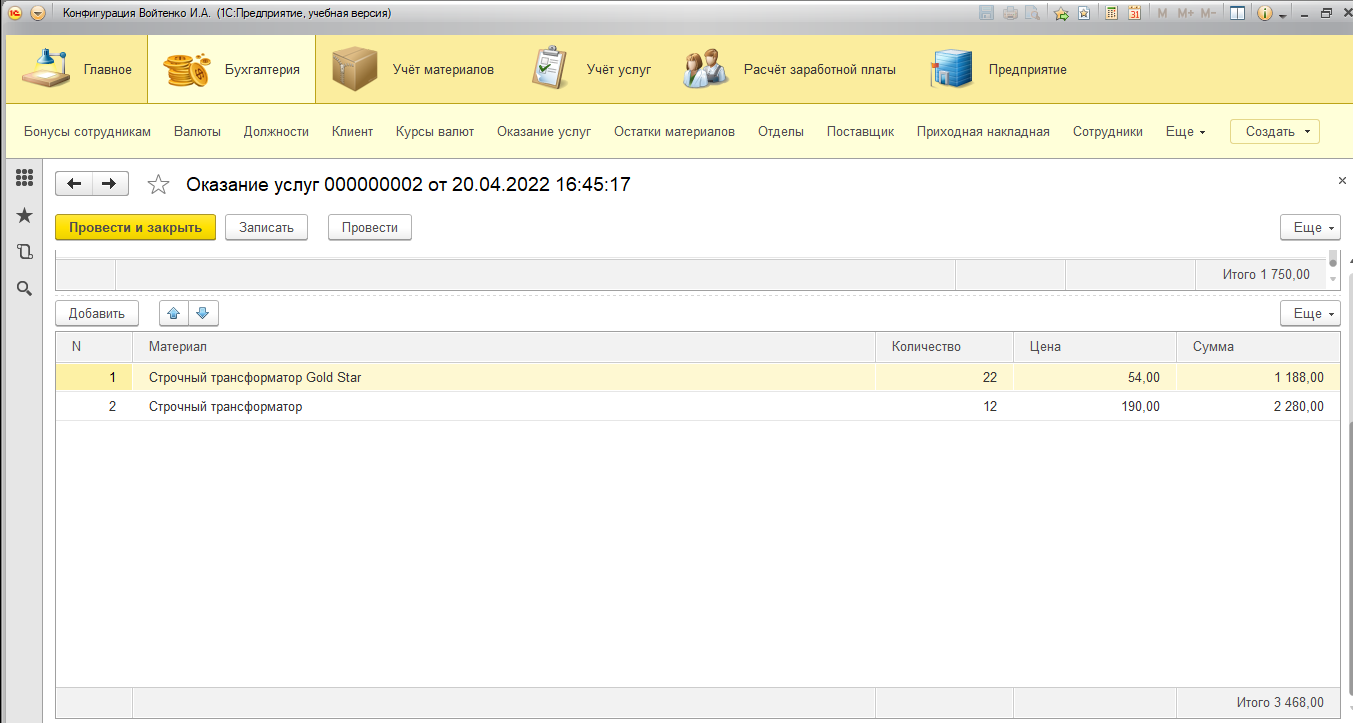 Конфигурация Войтенко И.А. (1С:Предприятие, учебная версия) 31 M M+ M-
Главное Бухгалтерия Учёт материалов Учёт услуг Расчёт заработной платы Предприятие
Бонусы сотрудникам Валюты Должности Клиент Курсы валют Оказание услуг Остатки материалов Отделы Поставщик Приходная накладная Сотрудники Еще Создать
Оказание услуг 000000002 от 20.04.2022 16:45:17
Провести и закрыть Записать Провести Еще
Итого 1 750,00
Добавить Еще
N Материал Количество Цена Сумма
1 Строчный трансформатор Gold Star 22 54,00 1 188,00
2 Строчный трансформатор 12 190,00 2 280,00
Итого 3 468,00